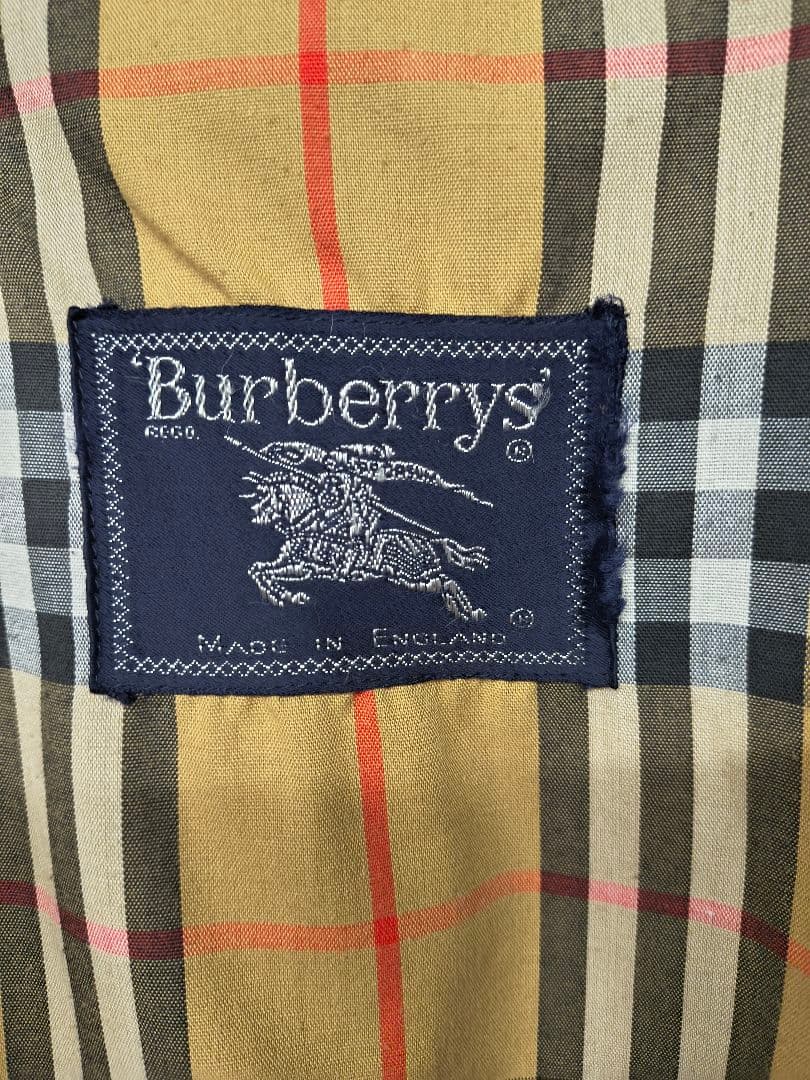 'Burberrys'
REGD. ®
®
MADE IN ENGLAND